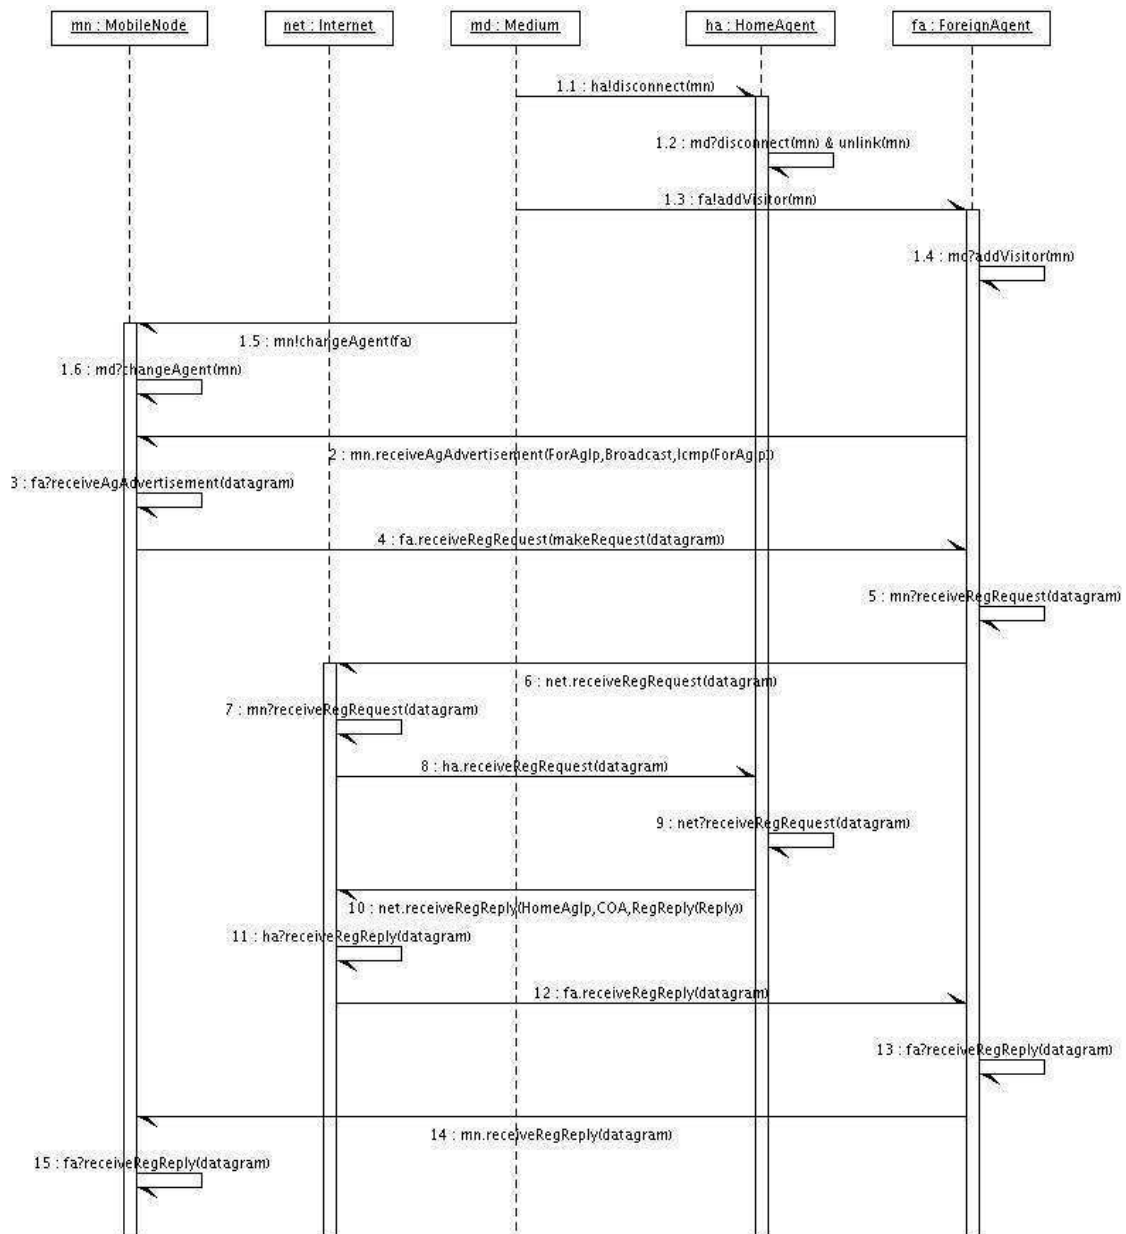 mn : MobileNode
net : Internet
md : Medium
ha : HomeAgent
fa : ForeignAgent
1.1 : ha!disconnect(mn)
1.2 : md?disconnect(mn) & unlink(mn)
1.3 : fa!addVisitor(mn)
1.4 : md?addVisitor(mn)
1.5 : mn!changeAgent(fa)
1.6 : md?changeAgent(mn)
2 : mn.receiveAgAdvertisement(ForAgIp,Broadcast,Icmp(ForAgIp))
3 : fa?receiveAgAdvertisement(datagram)
4 : fa.receiveRegRequest(makeRequest(datagram))
5 : mn?receiveRegRequest(datagram)
6 : net.receiveRegRequest(datagram)
7 : mn?receiveRegRequest(datagram)
8 : ha.receiveRegRrequest(datagram)
9 : net?receiveRegRequest(datagram)
10 : net.receiveRegReply(HomeAgIp,COA,RegReply(Reply))
11 : ha?receiveRegReply(datagram)
12 : fa.receiveRegReply(datagram)
13 : fa?receiveRegReply(datagram)
14 : mn.receiveRegReply(datagram)
15 : fa?receiveRegReply(datagram)